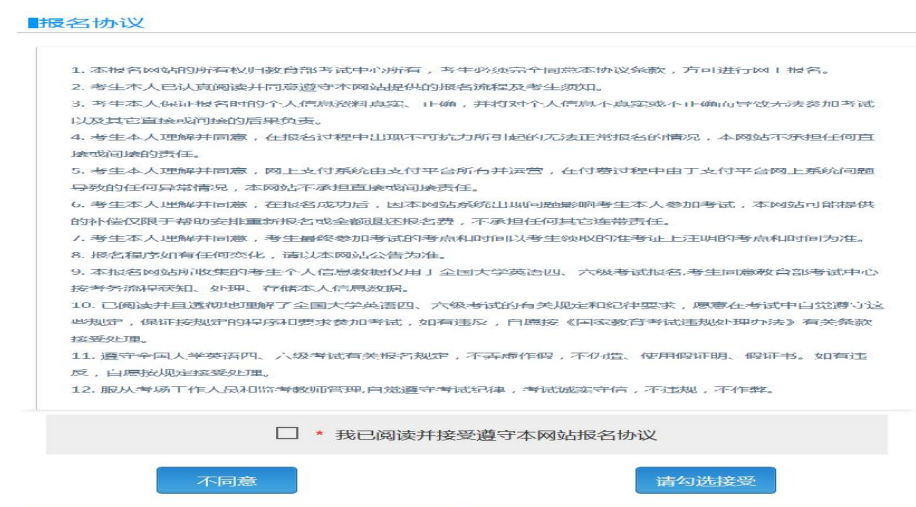 报名协议
1. 本报名网站的所有权归教育部考试中心所有，考生必须完全同意本协议条款，方可进行网上报名。
2. 考生本人已认真阅读并同意遵守本网站提供的报名流程及考生须知。
3. 考生本人保证报名时的个人信息资料真实、正确，并将对个人信息不真实或不正确而导致无法参加考试
以及其它直接或间接的后果负责。
4. 考生本人理解并同意，在报名过程中出现不可抗力所引起的无法正常报名的情况，本网站不承担任何直
接或间接的责任。
5. 考生本人理解并同意，网上支付系统由支付平台所有并运营，在付费过程中由于支付平台网上系统问题
导致的任何异常情况，本网站不承担直接或间接责任。
6. 考生本人理解并同意，在报名成功后，因本网站系统出现问题影响考生本人参加考试，本网站可能提供
的补偿仅限于帮助安排重新报名或全额退还报名费，不承担任何其它连带责任。
7. 考生本人理解并同意，考生最终参加考试的考点和时间以考生领取的准考证上注明的考点和时间为准。
8. 报名程序如有任何变化，请以本网站公告为准。
9. 本报名网站所收集的考生个人信息数据仅用于全国大学英语四、六级考试报名,考生同意教育部考试中心
按考务流程获知、处理、存储本人信息数据。
10. 已阅读并且透彻地理解了全国大学英语四、六级考试的有关规定和纪律要求，愿意在考试中自觉遵守这
些规定，保证按规定的程序和要求参加考试，如有违反，自愿按《国家教育考试违规处理办法》有关条款
接受处理。
11. 遵守全国大学英语四、六级考试有关报名规定，不弄虚作假，不伪造、使用假证明、假证书。如有违
反，自愿按规定接受处理。
12. 服从考场工作人员和监考教师管理,自觉遵守考试纪律，考试诚实守信，不违规，不作弊。
* 我已阅读并接受遵守本网站报名协议
不同意
请勾选接受